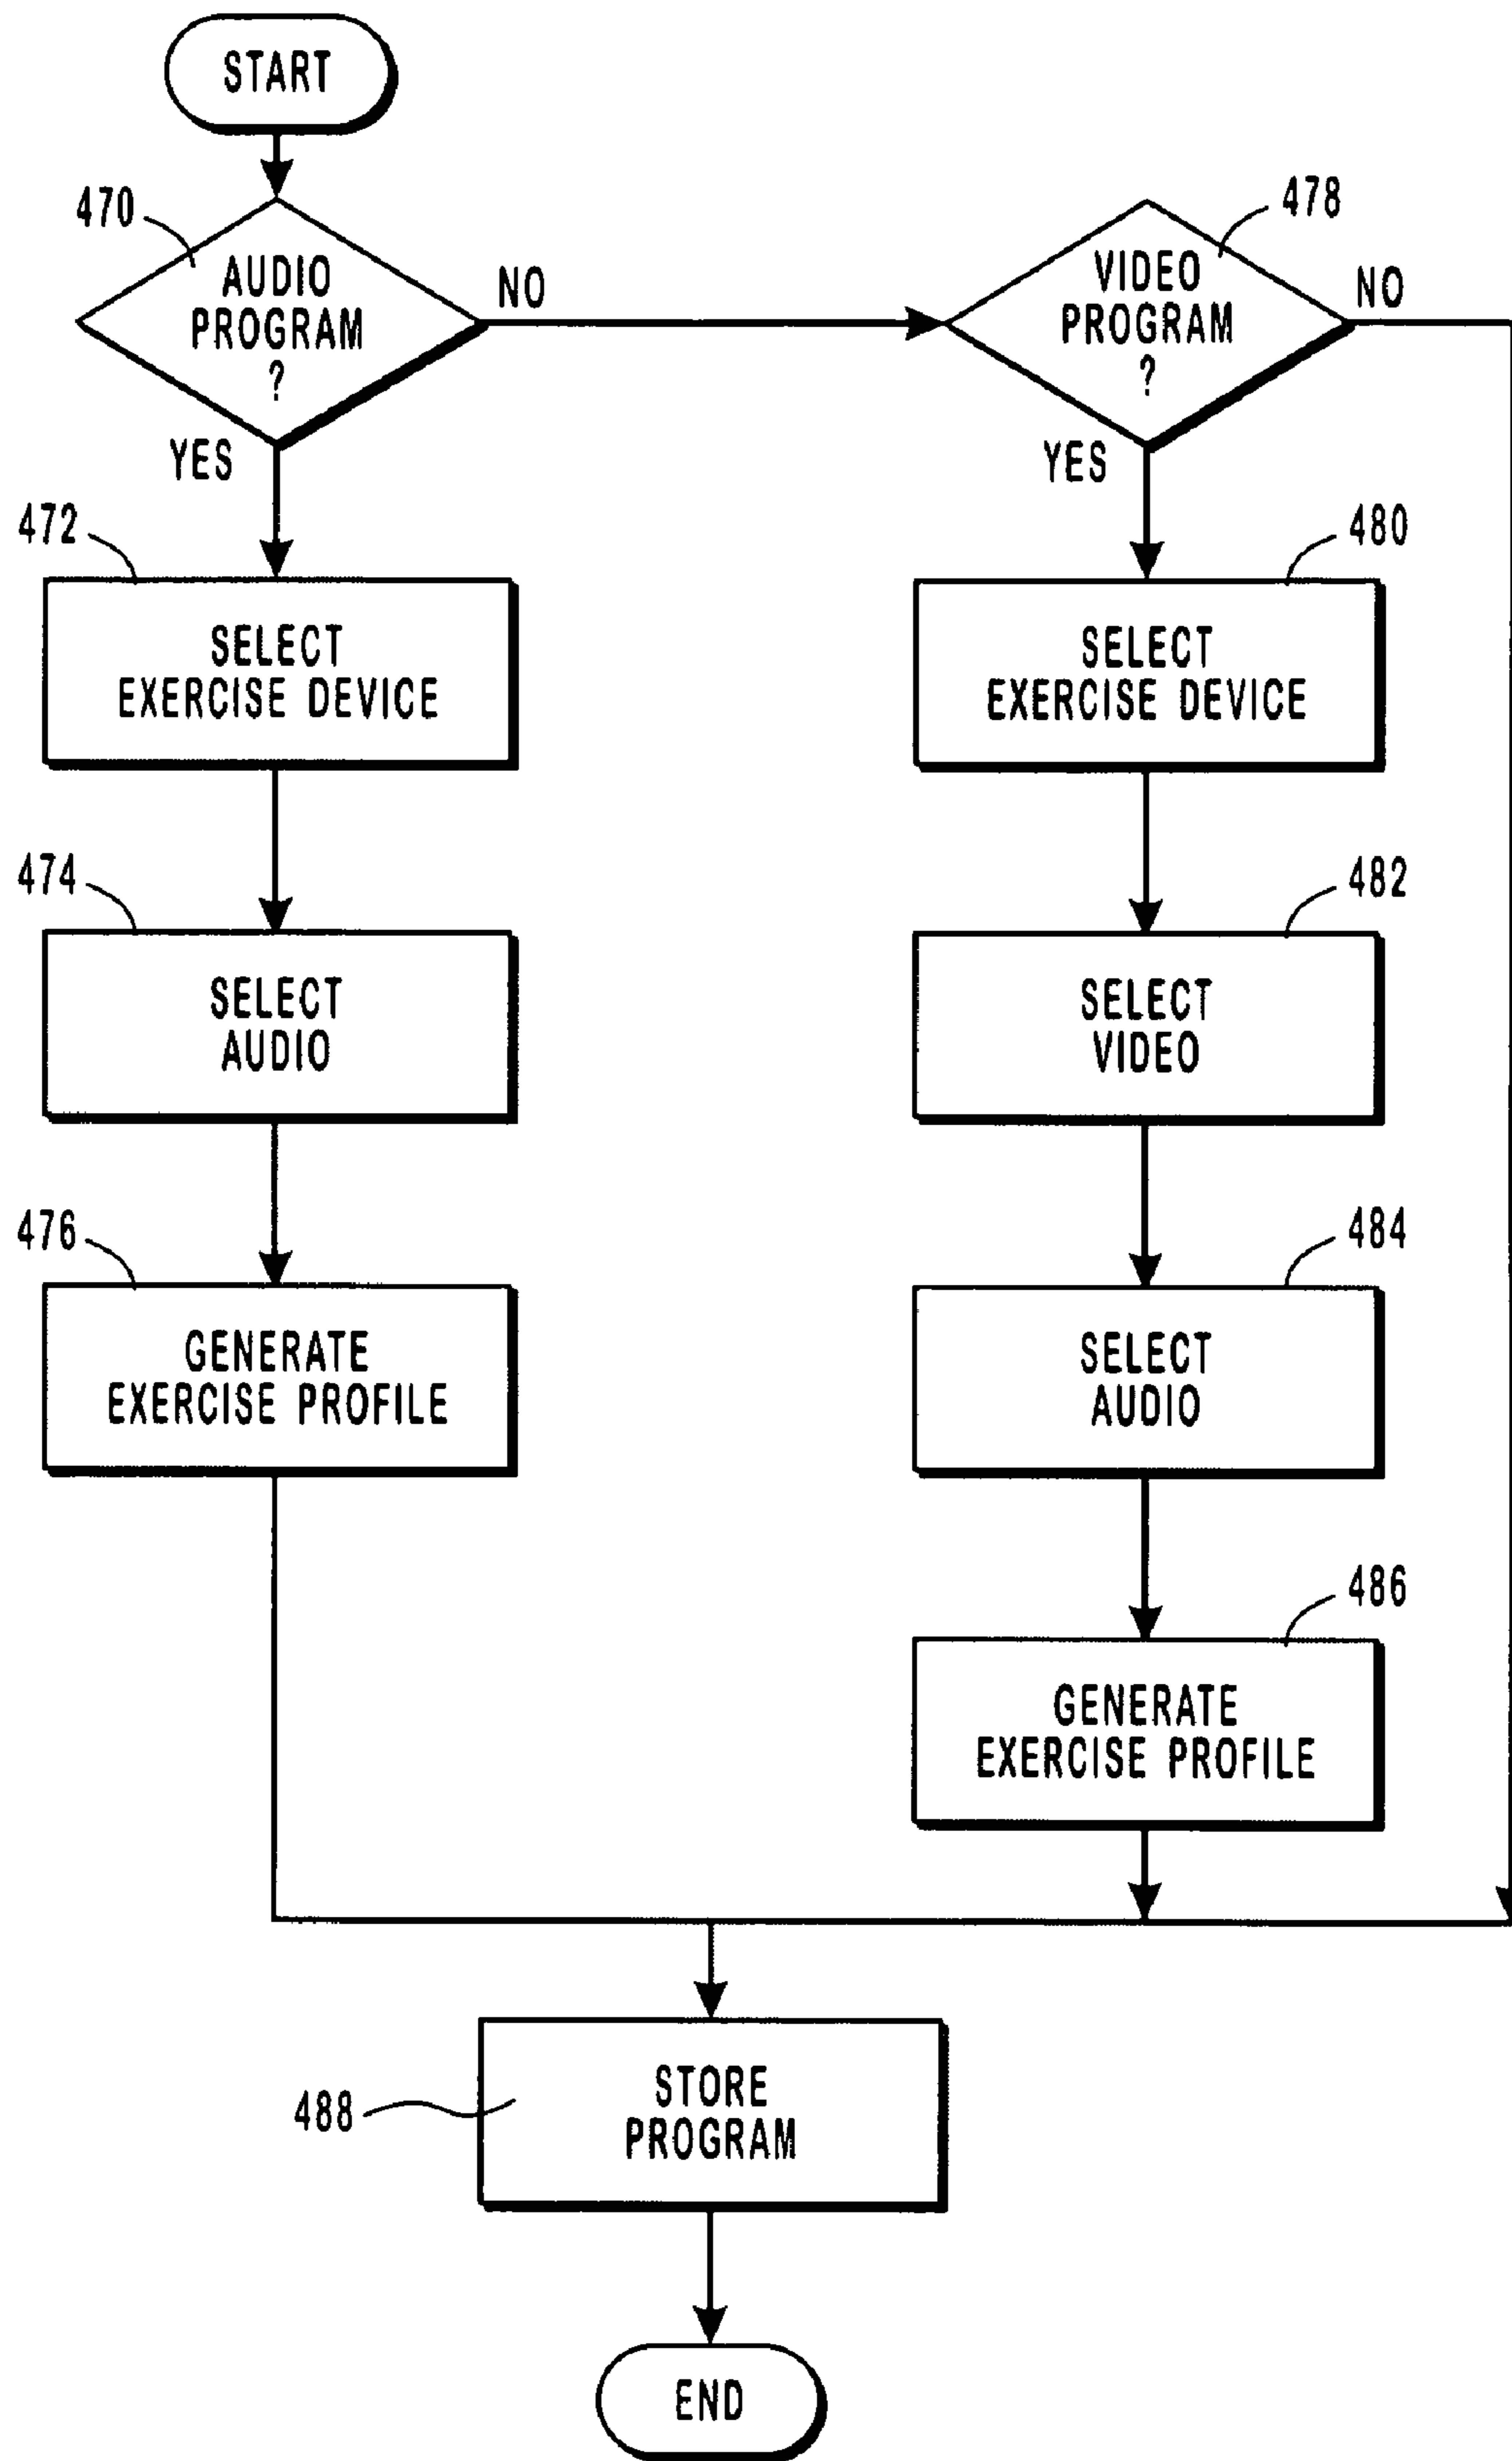 START
470
AUDIO
PROGRAM
?
NO
YES
478
VIDEO
PROGRAM
?
NO
YES
472
SELECT
EXERCISE DEVICE
480
SELECT
EXERCISE DEVICE
474
SELECT
AUDIO
482
SELECT
VIDEO
476
GENERATE
EXERCISE PROFILE
484
SELECT
AUDIO
486
GENERATE
EXERCISE PROFILE
488
STORE
PROGRAM
END